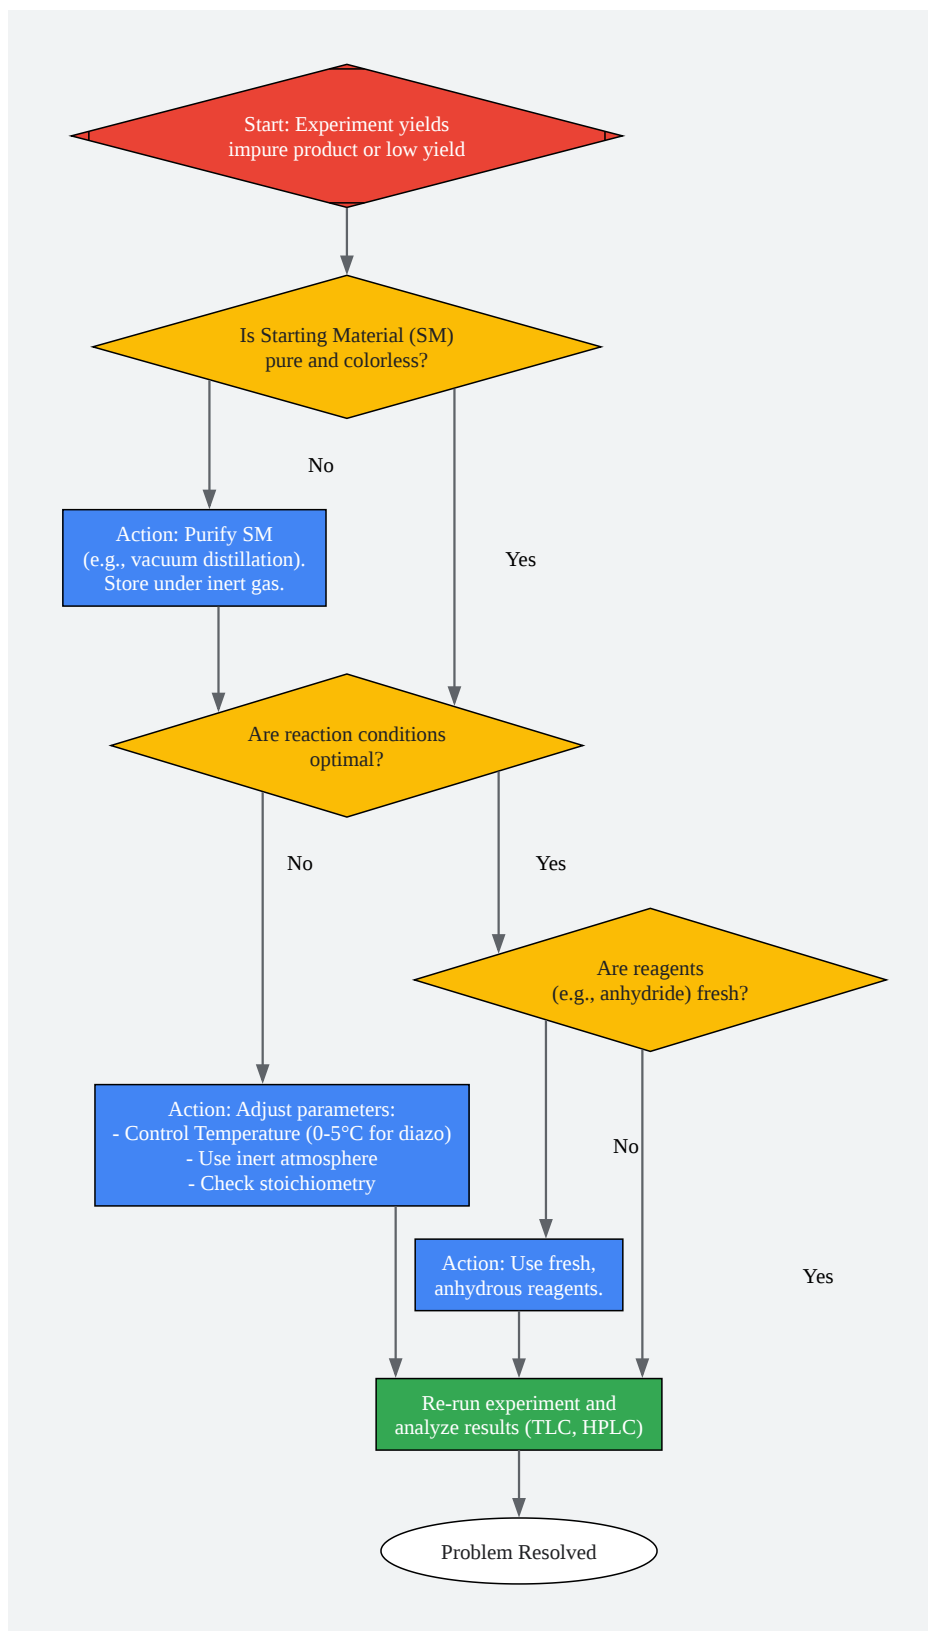 Start: Experiment yields
impure product or low yield
Is Starting Material (SM)
pure and colorless?
No
Action: Purify SM
(e.g., vacuum distillation).
Store under inert gas.
Yes
Are reaction conditions
optimal?
No
Yes
Are reagents
(e.g., anhydride) fresh?
Action: Adjust parameters:
- Control Temperature (0-5°C for diazo)
- Use inert atmosphere
- Check stoichiometry
No
Action: Use fresh,
anhydrous reagents.
Yes
Re-run experiment and
analyze results (TLC, HPLC)
Problem Resolved